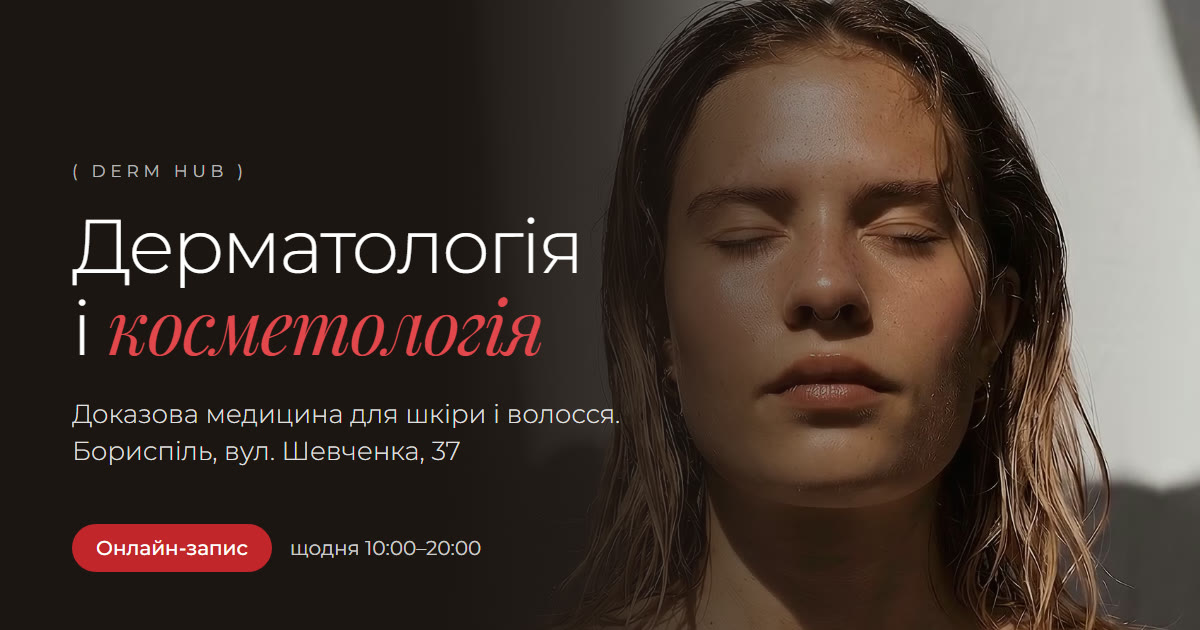 ( DERM HUB )
Дерматологія
і косметологія
Доказова медицина для шкіри і волосся.
Бориспіль, вул. Шевченка, 37
Онлайн-запис щодня 10:00–20:00